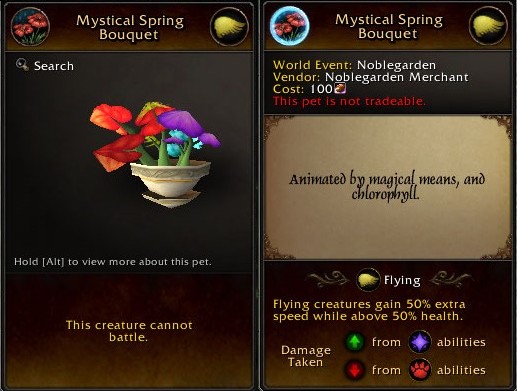 Mystical Spring
Bouquet
Search
Hold [Alt] to view more about this pet.
This creature cannot
battle.
Mystical Spring
Bouquet
World Event: Noblegarden
Vendor: Noblegarden Merchant
Cost: 100
This pet is not tradeable.
Animated by magical means, and
chlorophyll.
Flying
Flying creatures gain 50% extra
speed while above 50% health.
Damage
Taken
from abilities
from abilities